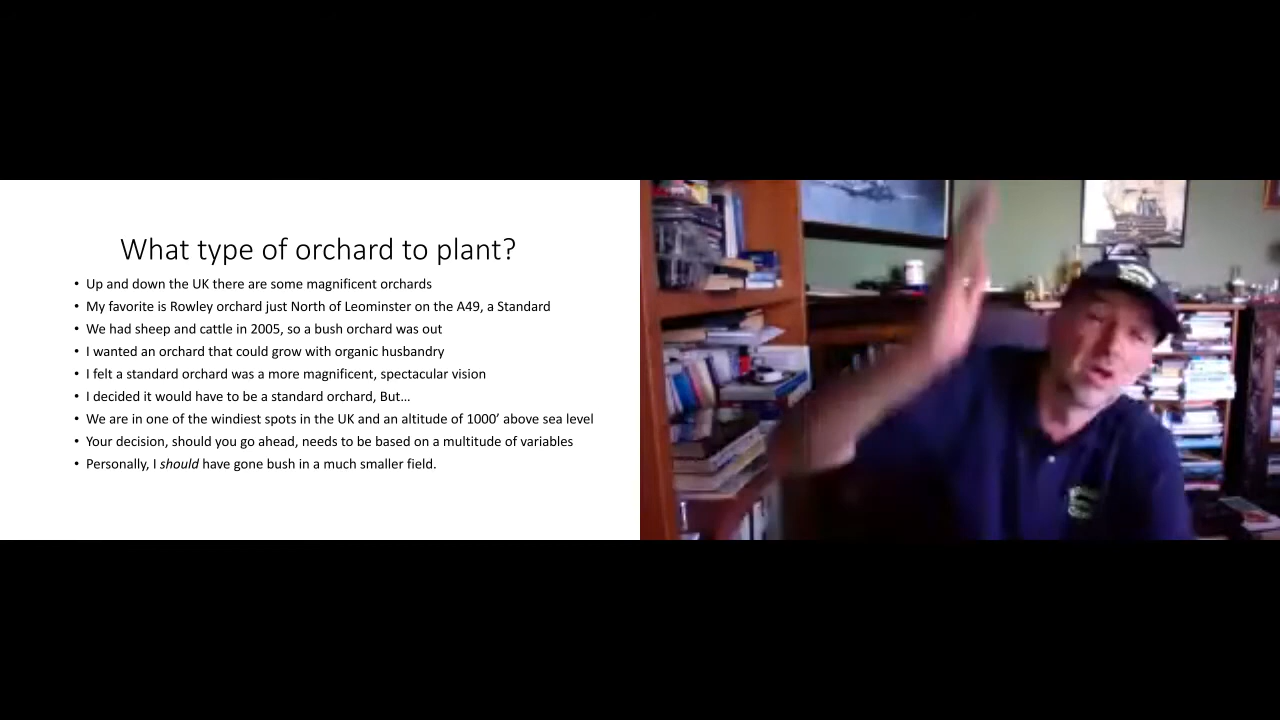 What type of orchard to plant?
• Up and down the UK there are some magnificent orchards
• My favorite is Rowley orchard just North of Leominster on the A49, a Standard
• We had sheep and cattle in 2005, so a bush orchard was out
• I wanted an orchard that could grow with organic husbandry
• I felt a standard orchard was a more magnificent, spectacular vision
• I decided it would have to be a standard orchard, But…
• We are in one of the windiest spots in the UK and an altitude of 1000’ above sea level
• Your decision, should you go ahead, needs to be based on a multitude of variables
• Personally, I should have gone bush in a much smaller field.